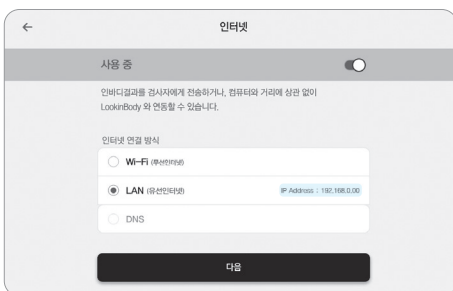 인터넷
사용 중
인바디결과를 검사자에게 전송하거나, 컴퓨터와 거리에 상관 없이
LookinBody 와 연동할 수 있습니다.
인터넷 연결 방식
Wi-Fi (무선인터넷)
LAN (유선인터넷) IP Address : 192,168.0.00
DNS
다음